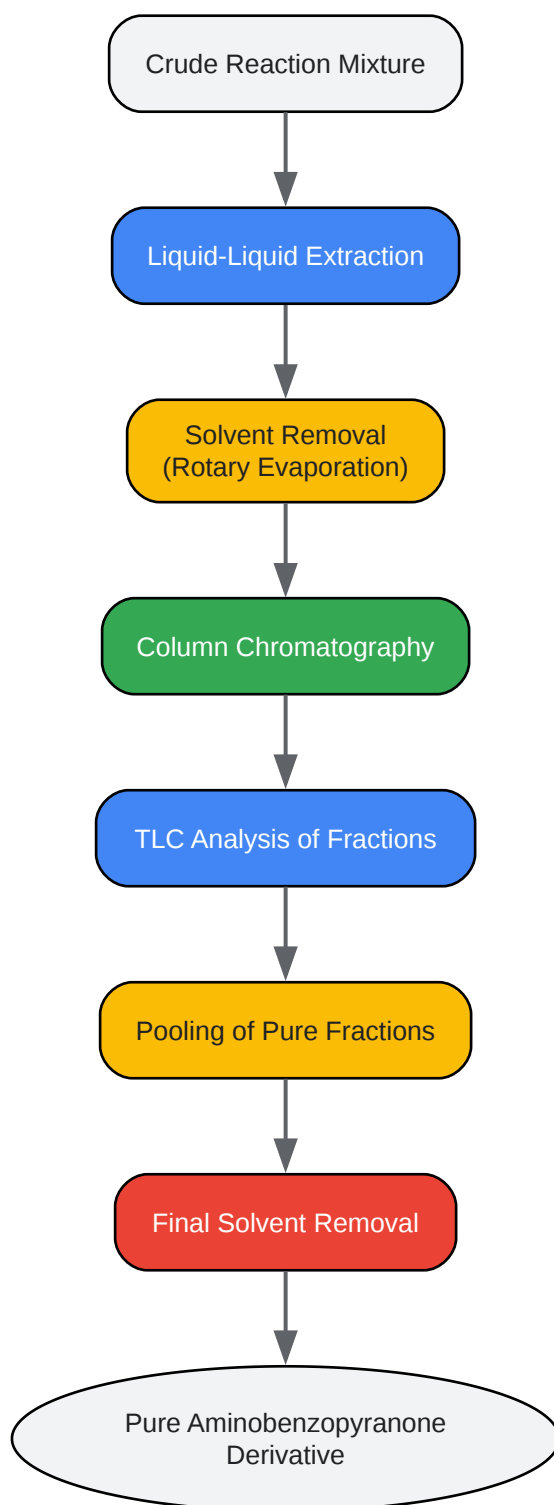 Crude Reaction Mixture
Liquid-Liquid Extraction
Solvent Removal
(Rotary Evaporation)
Column Chromatography
TLC Analysis of Fractions
Pooling of Pure Fractions
Final Solvent Removal
Pure Aminobenzopyranone
Derivative